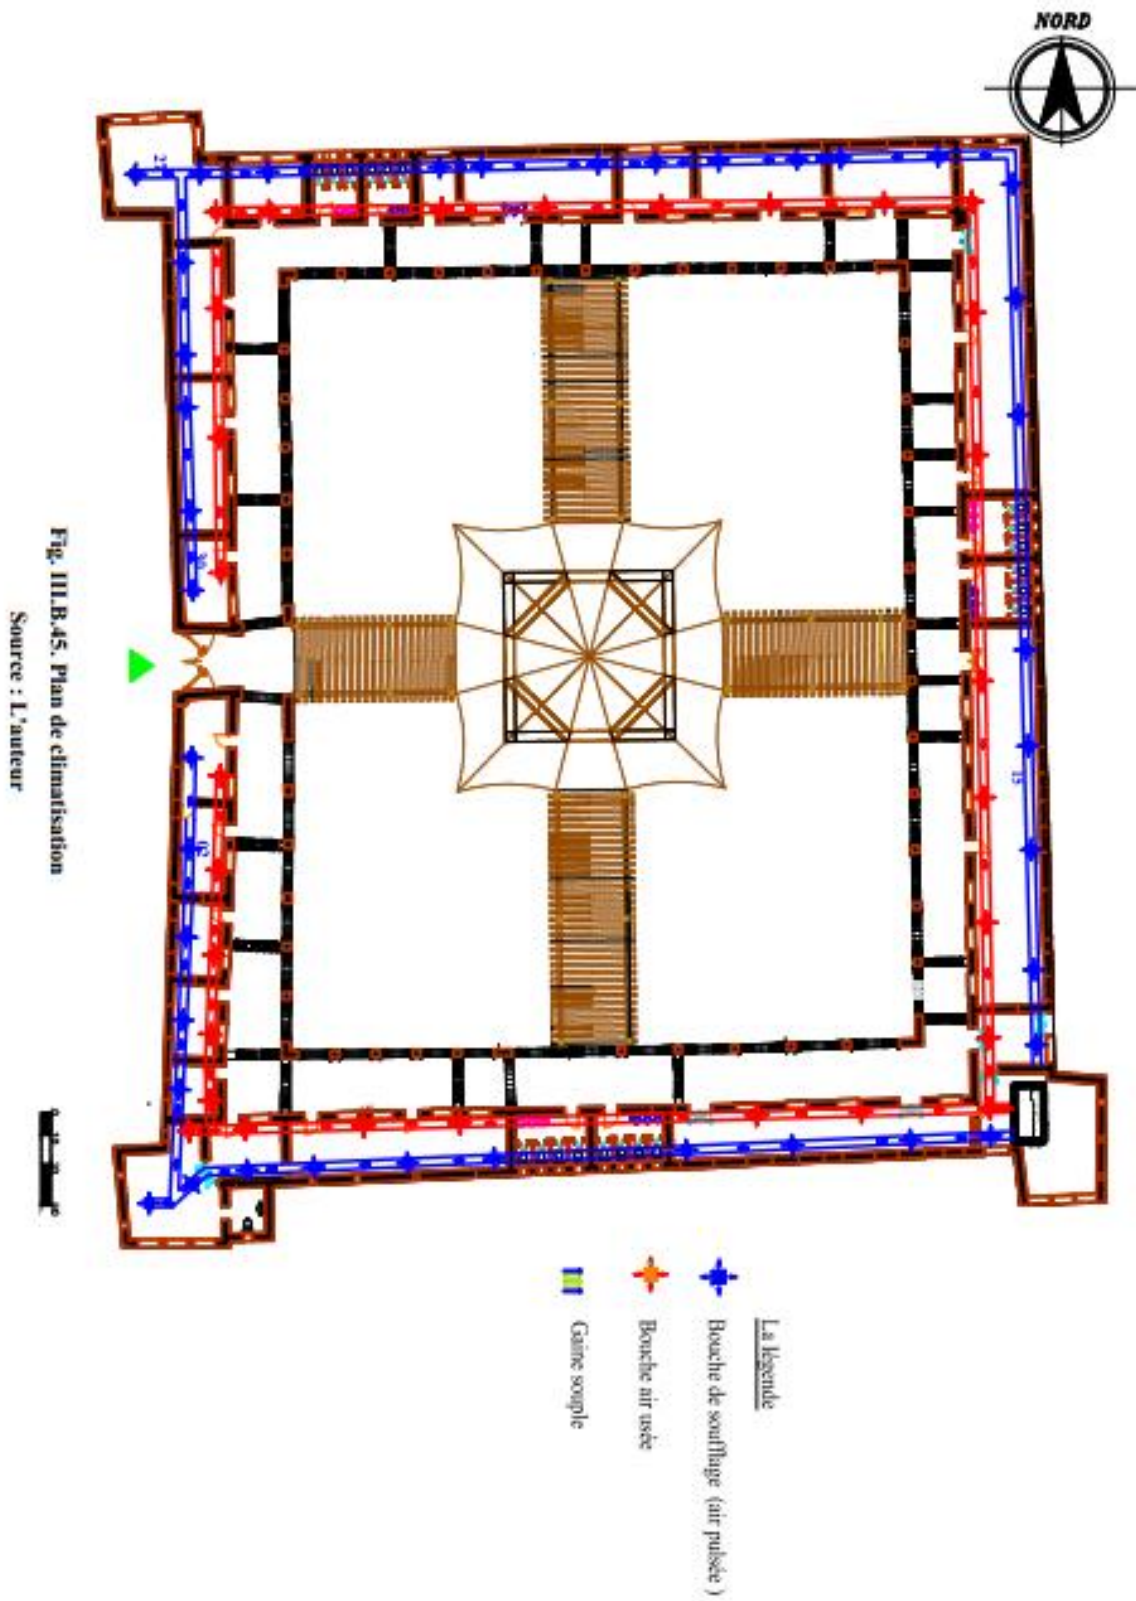 NORD
La légende
Bouche de soufflage (air pulsée )
Bouche air usée
Gaine souple
Fig. III.B.45. Plan de climatisation
Source : L'auteur